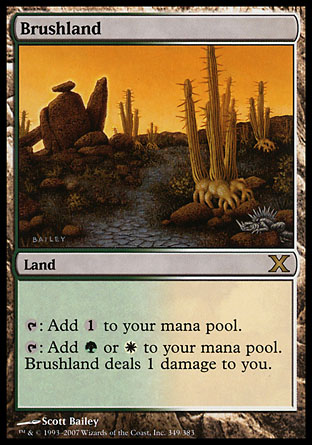 Brushland
BAILEY
Land
X
: Add 1 to your mana pool.
: Add or to your mana pool.
Brushland deals 1 damage to you.
Scott Bailey
™ & © 1993–2007 Wizards of the Coast, Inc. 349/383